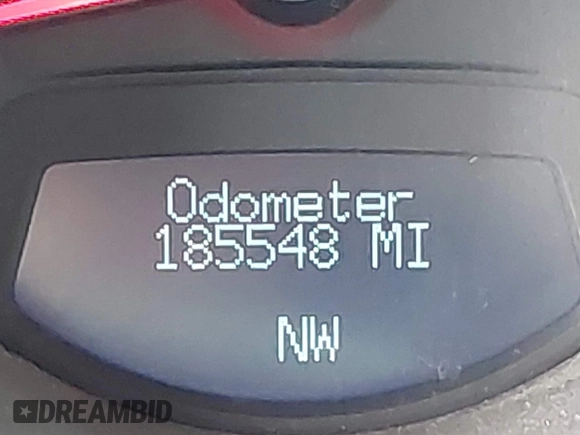 Odometer
185548 MI
NW
DREAMBID